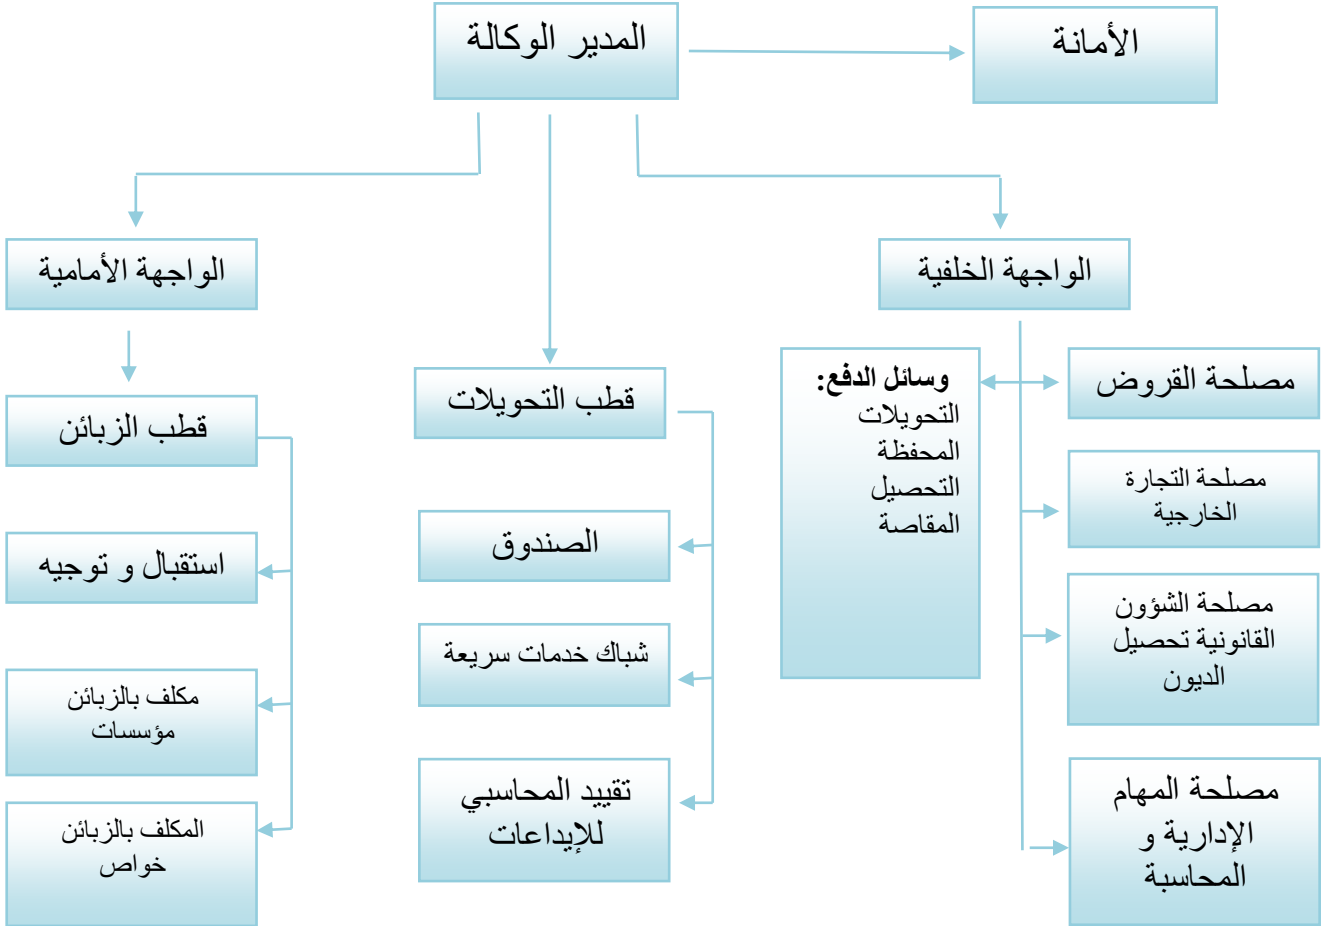 المدير الوكالة
الأمانة
الواجهة الخلفية
الواجهة الأمامية
مصلحة القروض
وسائل الدفع:
التحويلات
المحفظة
التحصيل
المقاصة
قطب التحويلات
قطب الزبائن
مصلحة التجارة
الخارجية
الصندوق
استقبال و توجيه
مصلحة الشؤون
القانونية تحصيل
الديون
شباك خدمات سريعة
مكلف بالزبائن
مؤسسات
مصلحة المهام
الإدارية و
المحاسبة
تقييد المحاسبي
للإيداعات
المكلف بالزبائن
خواص